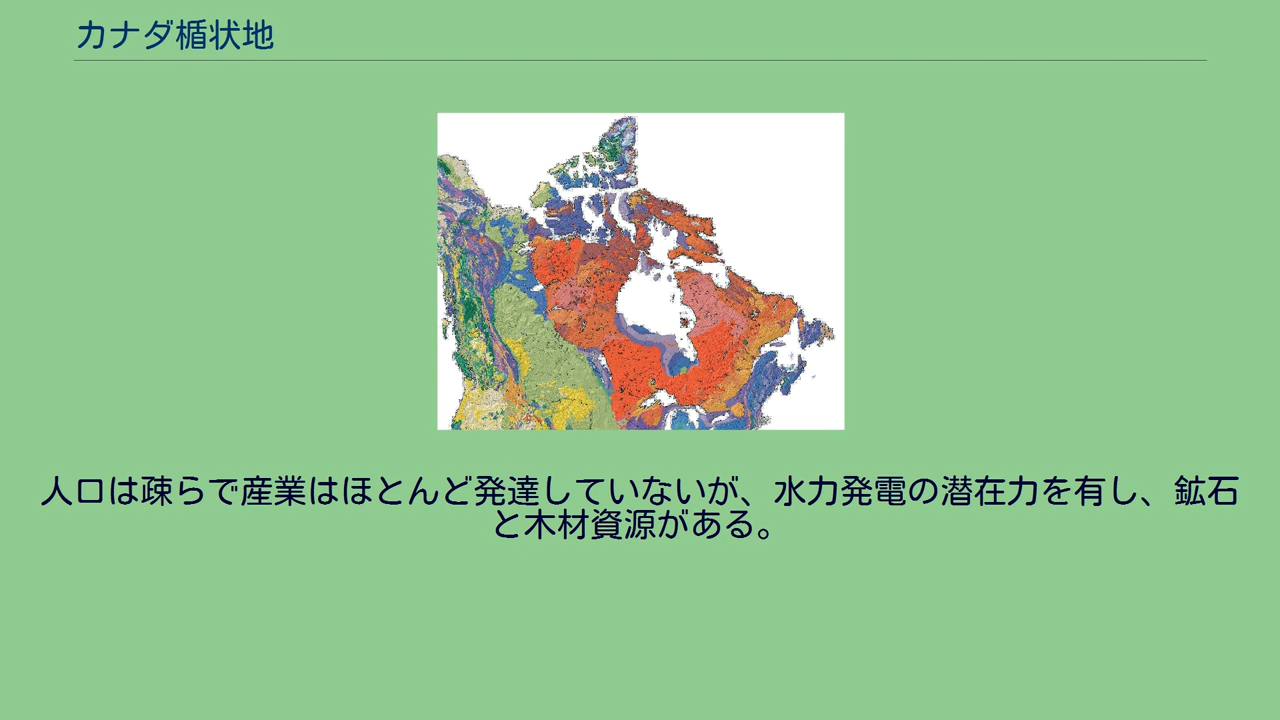 カナダ楯状地
人口は疎らで産業はほとんど発達していないが、水力発電の潜在力を有し、鉱石
と木材資源がある。